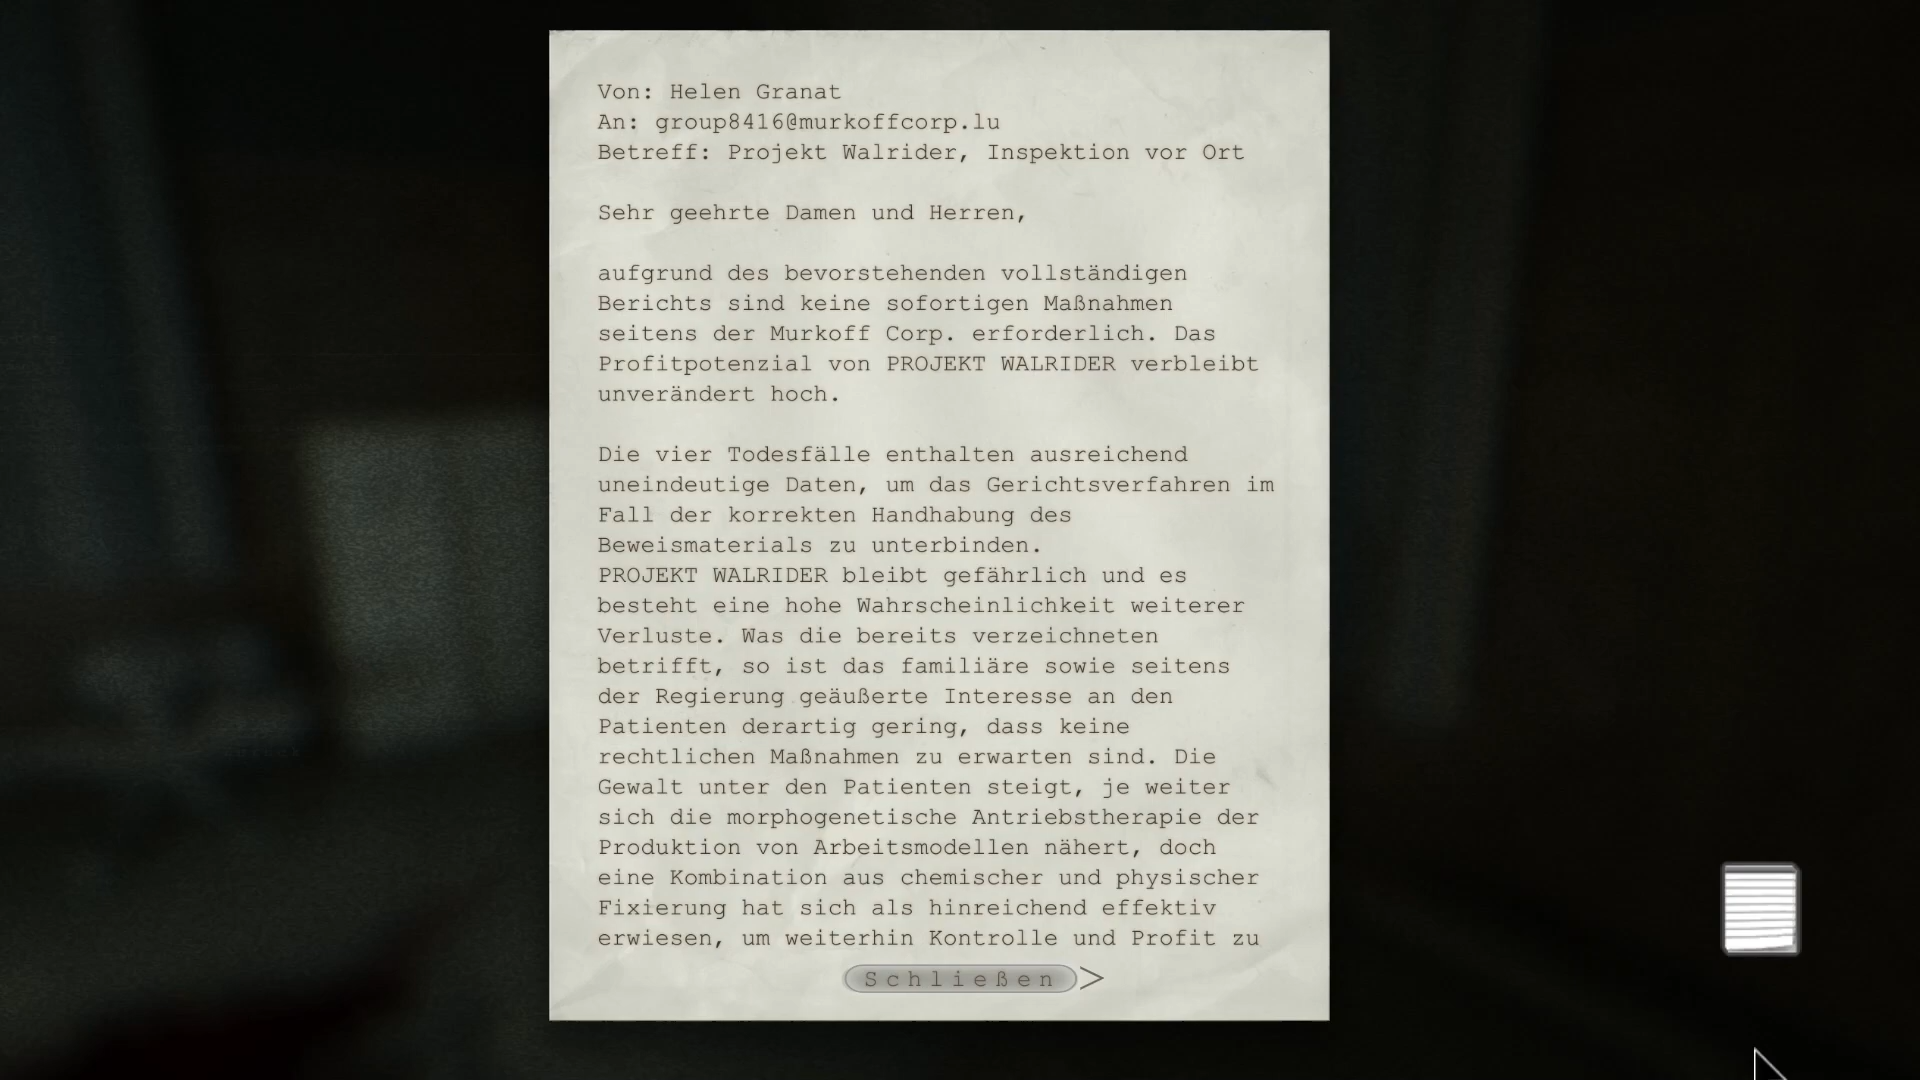 Von: Helen Granat
An: group8416@murkoffcorp.lu
Betreff: Projekt Walrider, Inspektion vor Ort
Sehr geehrte Damen und Herren,
aufgrund des bevorstehenden vollständigen
Berichts sind keine sofortigen Maßnahmen
seitens der Murkoff Corp. erforderlich. Das
Profitpotenzial von PROJEKT WALRIDER verbleibt
unverändert hoch.
Die vier Todesfälle enthalten ausreichend
uneindeutige Daten, um das Gerichtsverfahren im
Fall der korrekten Handhabung des
Beweismaterials zu unterbinden.
PROJEKT WALRIDER bleibt gefährlich und es
besteht eine hohe Wahrscheinlichkeit weiterer
Verluste. Was die bereits verzeichneten
betrifft, so ist das familiäre sowie seitens
der Regierung geäußerte Interesse an den
Patienten derartig gering, dass keine
rechtlichen Maßnahmen zu erwarten sind. Die
Gewalt unter den Patienten steigt, je weiter
sich die morphogenetische Antriebstherapie der
Produktion von Arbeitsmodellen nähert, doch
eine Kombination aus chemischer und physischer
Fixierung hat sich als hinreichend effektiv
erwiesen, um weiterhin Kontrolle und Profit zu
Schließen >